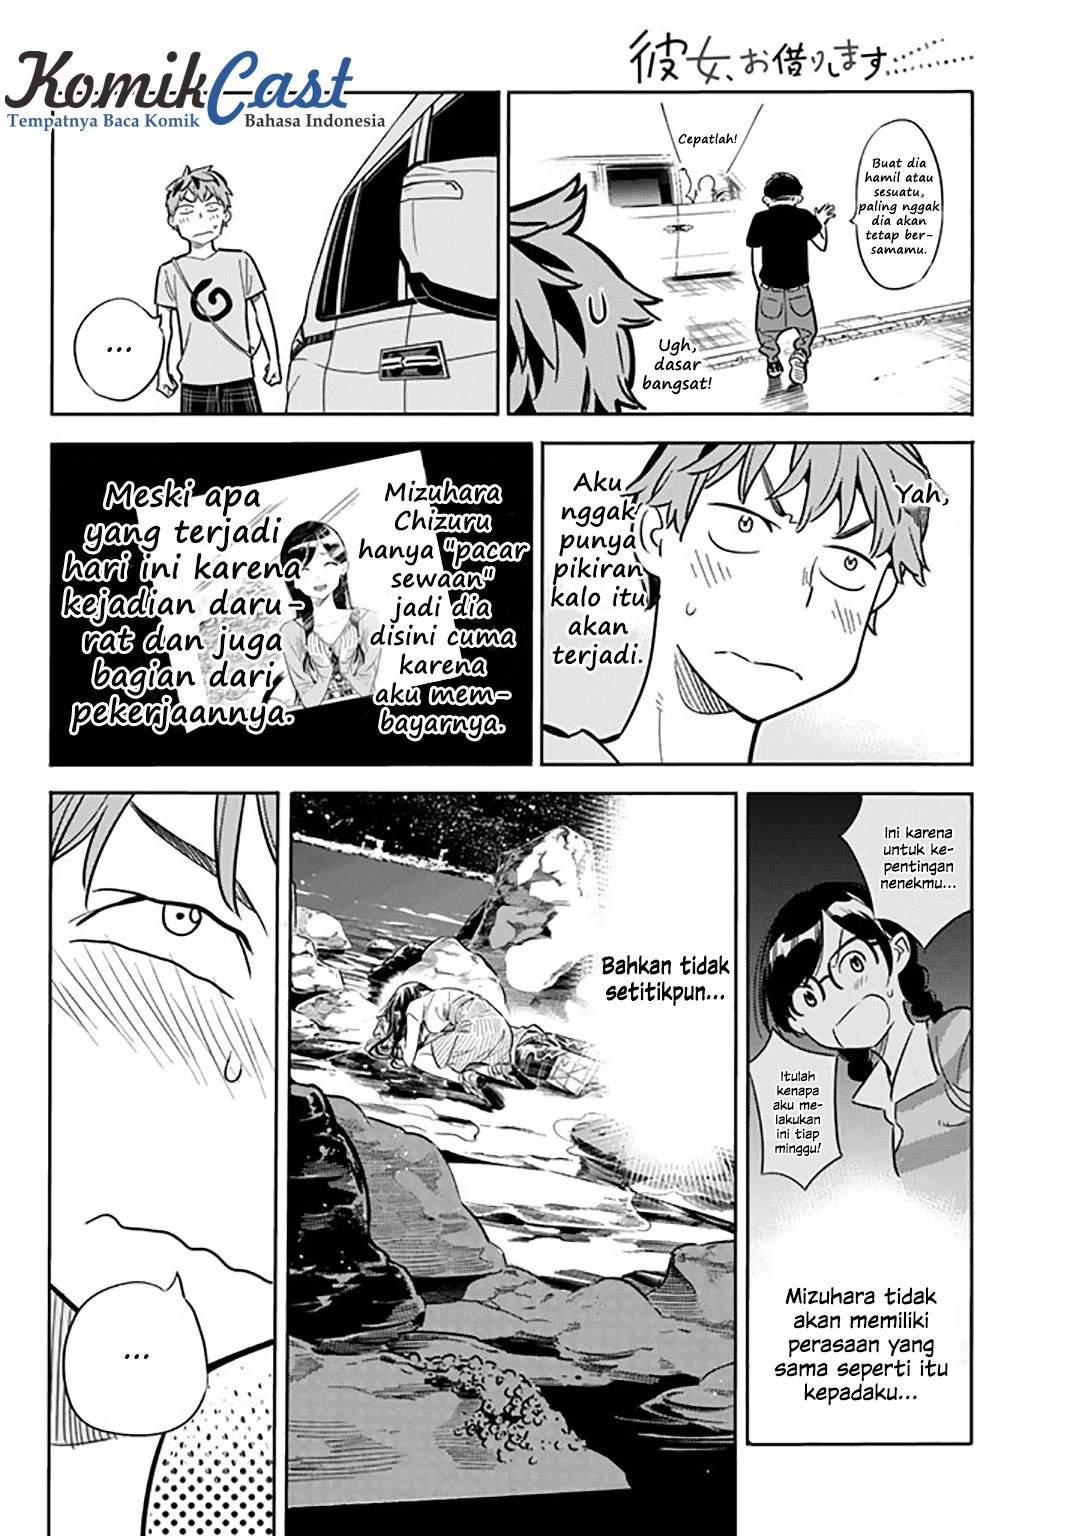 彼女、お借りします
KomikCast
Tempatnya Baca Komik
Bahasa Indonesia
Cepatlah!
Buat dia
hamil atau
sesuatu,
paling nggak
dia akan
tetap ber-
samamu.
Ugh,
dasar
bangsat!
...
Yah,
Aku
nggak
punya
pikiran
kalo itu
akan
terjadi.
Mizuhara
Chizuru
hanya "pacar
sewaan"
jadi dia
disini cuma
karena
aku mem-
bayarnya.
Meski apa
yang terjadi
hari ini karena
kejadian daru-
rat dan juga
bagian dari
pekerjaannya.
Ini karena
untuk ke-
pentingan
nenekmu...
Itulah
kenapa
aku me-
lakukan
ini tiap
minggu!
Mizuhara tidak
akan memiliki
perasaan yang
sama seperti itu
kepadaku...
Bahkan tidak
setitikpun...
...